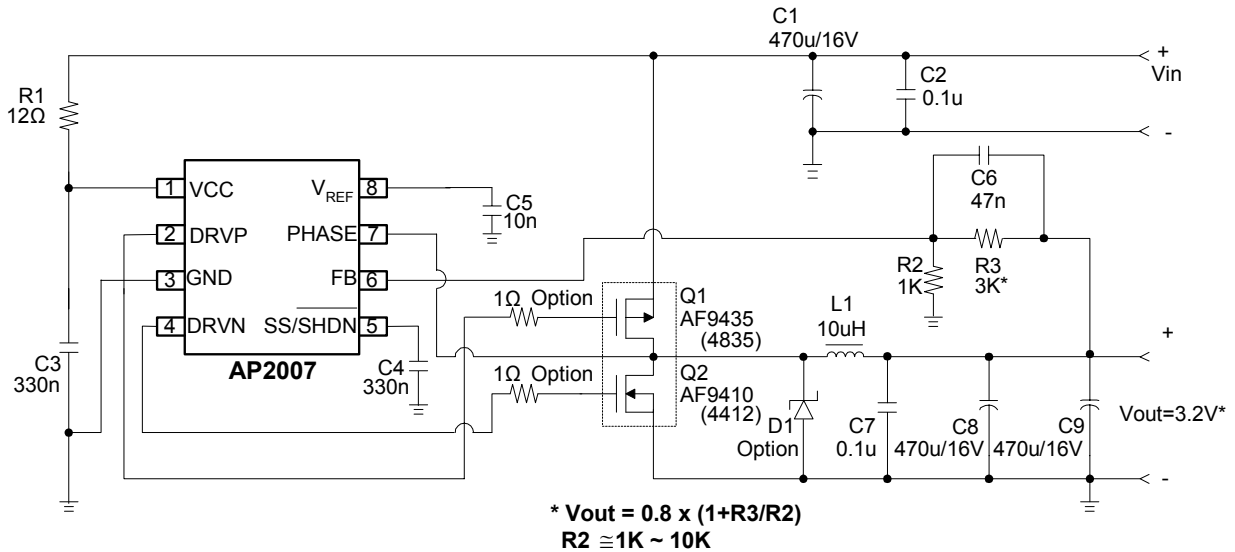 C1
470u/16V
+
Vin
-
C2
0.1u
R1
12Ω
1 VCC
2 DRVP
3 GND
4 DRVN
VREF 8
PHASE 7
FB 6
SS/SHDN 5
AP2007
C5
10n
C6
47n
R2
1K
R3
3K*
1Ω Option
Q1
AF9435
(4835)
L1
10uH
+
C3
330n
C4
330n
1Ω Option
Q2
AF9410
(4412)
D1
Option
C7
0.1u
C8
470u/16V
C9
470u/16V
Vout=3.2V*
-
* Vout = 0.8 x (1+R3/R2)
R2 ≅1K ~ 10K